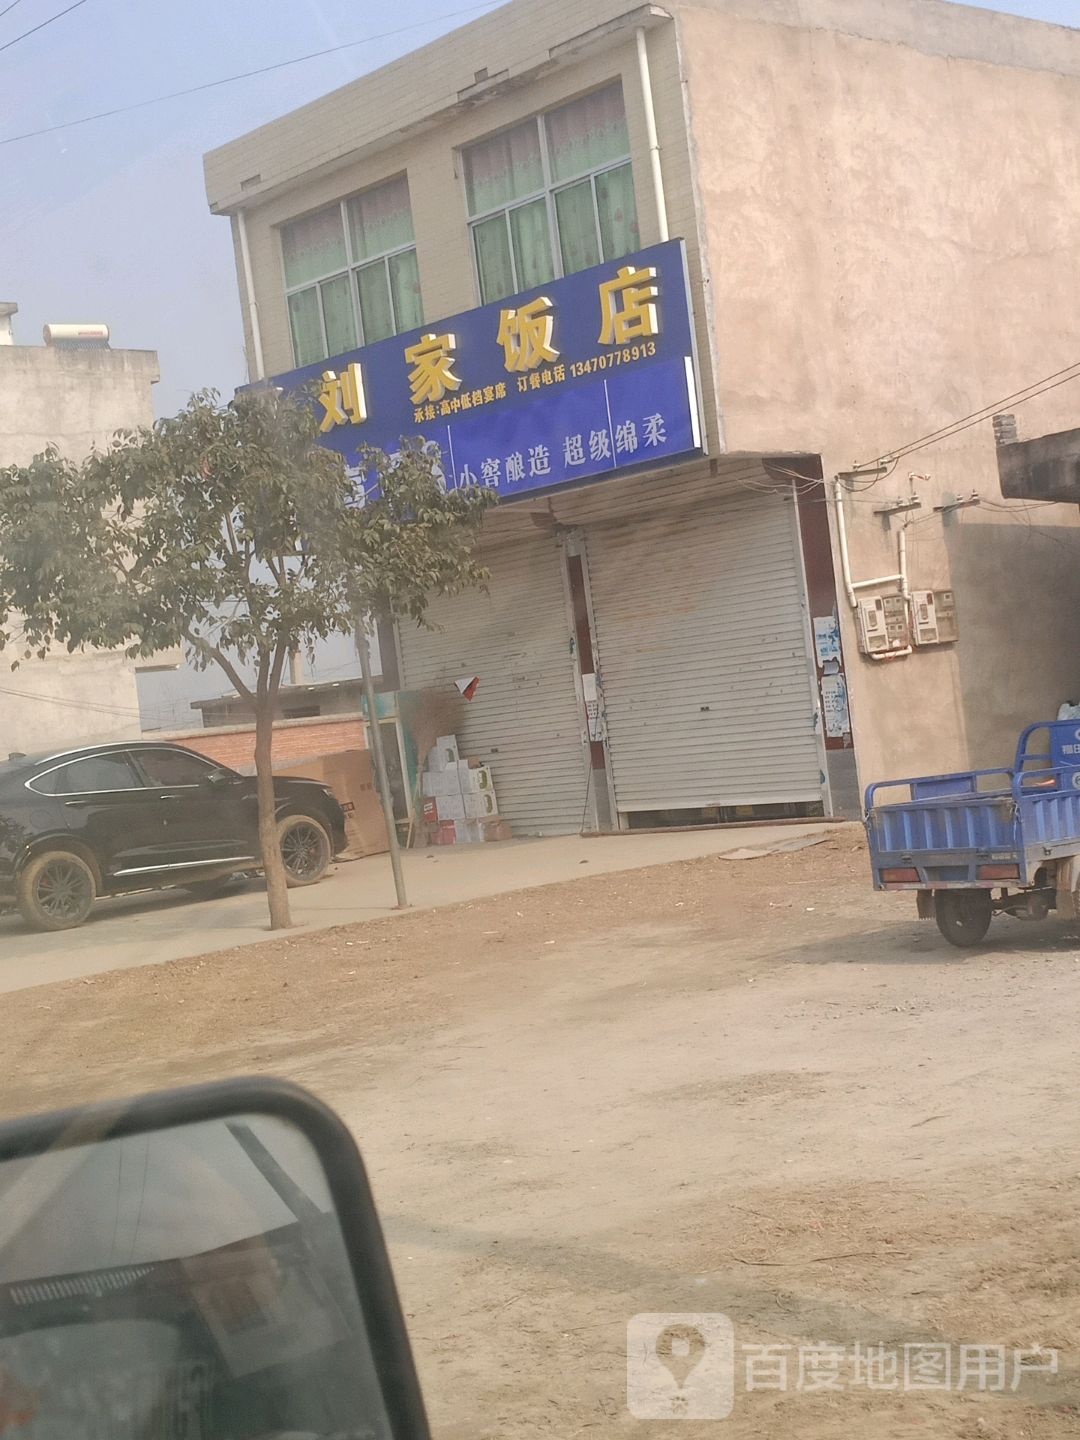 刘家饭店
承接:高中低档宴席 订餐电话 13470778913
小窖酿造 超级绵柔
百度地图用户